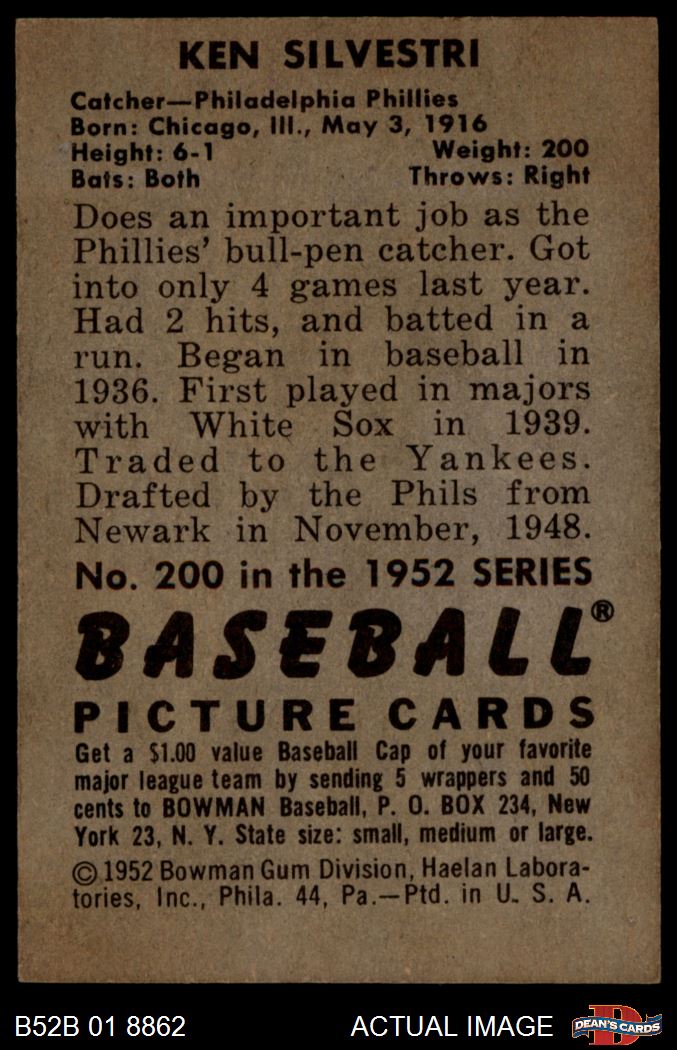 KEN SILVESTRI
Catcher—Philadelphia Phillies
Born: Chicago, Ill., May 3, 1916
Height: 6-1 Weight: 200
Bats: Both Throws: Right
Does an important job as the
Phillies' bull-pen catcher. Got
into only 4 games last year.
Had 2 hits, and batted in a
run. Began in baseball in
1936. First played in majors
with White Sox in 1939.
Traded to the Yankees.
Drafted by the Phils from
Newark in November, 1948.
No. 200 in the 1952 SERIES
BASEBALL®
PICTURE CARDS
Get a $1.00 value Baseball Cap of your favorite
major league team by sending 5 wrappers and 50
cents to BOWMAN Baseball, P. O. BOX 234, New
York 23, N. Y. State size: small, medium or large.
© 1952 Bowman Gum Division, Haelan Labora-
tories, Inc., Phila. 44, Pa.—Ptd. in U. S. A.
B52B 01 8862 ACTUAL IMAGE D DEAN'S CARDS